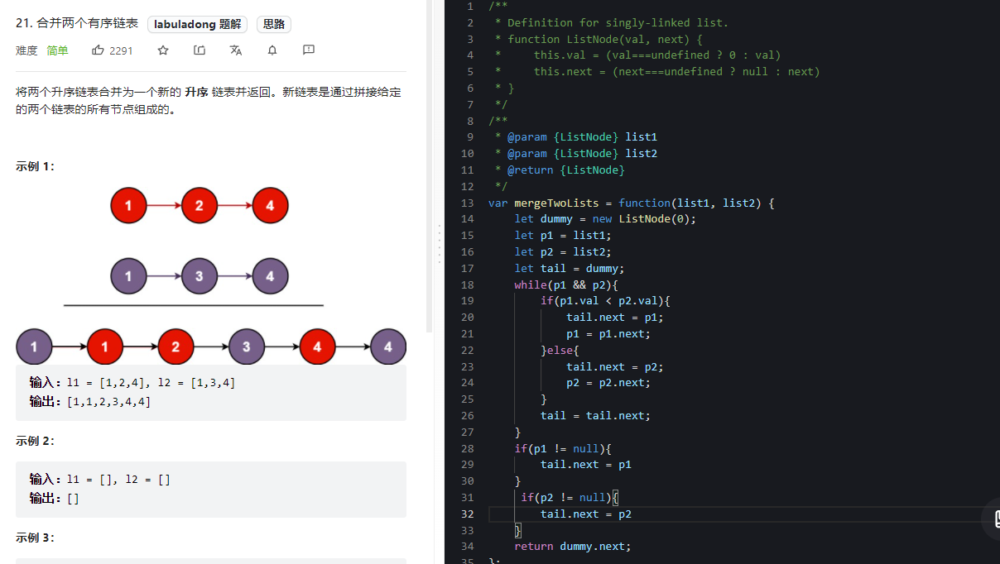 21. 合并两个有序链表 labuladong 题解 思路
难度 简单 2291
将两个升序链表合并为一个新的 升序 链表并返回。新链表是通过拼接给定
的两个链表的所有节点组成的。
示例 1：
1 2 4
1 3 4
1 1 2 3 4 4
输入：l1 = [1,2,4], l2 = [1,3,4]
输出：[1,1,2,3,4,4]
示例 2：
输入：l1 = [], l2 = []
输出：[]
示例 3：
1 /**
2  * Definition for singly-linked list.
3  * function ListNode(val, next) {
4  *     this.val = (val===undefined ? 0 : val)
5  *     this.next = (next===undefined ? null : next)
6  * }
7  */
8 /**
9  * @param {ListNode} list1
10  * @param {ListNode} list2
11  * @return {ListNode}
12  */
13 var mergeTwoLists = function(list1, list2) {
14     let dummy = new ListNode(0);
15     let p1 = list1;
16     let p2 = list2;
17     let tail = dummy;
18     while(p1 && p2){
19         if(p1.val < p2.val){
20             tail.next = p1;
21             p1 = p1.next;
22         }else{
23             tail.next = p2;
24             p2 = p2.next;
25         }
26         tail = tail.next;
27     }
28     if(p1 != null){
29         tail.next = p1
30     }
31      if(p2 != null){
32         tail.next = p2
33     }
34     return dummy.next;
35 };